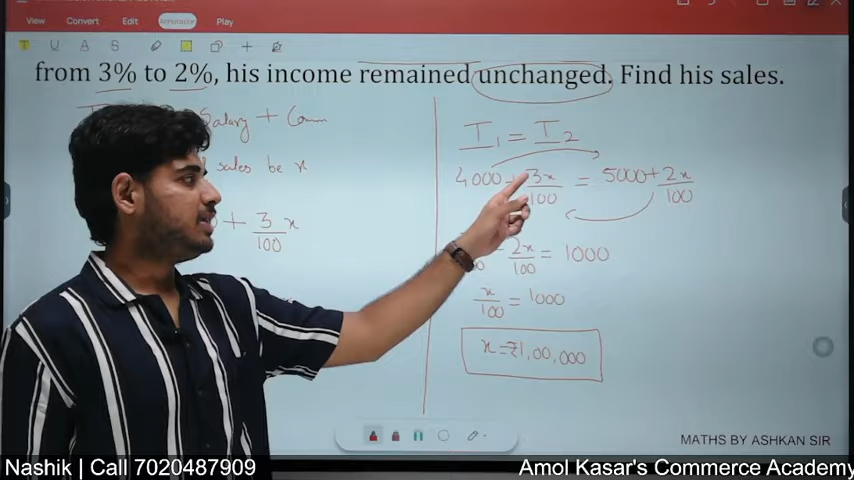 View Convert Edit Annotator Play
T U A S
from 3% to 2%, his income remained unchanged. Find his sales.
Salary + Comm
sales be x
+ 3/100 x
I₁ = I₂
4000 + 3x/100 = 5000 + 2x/100
- 2x/100 = 1000
x/100 = 1000
x = ₹1,00,000
MATHS BY ASHKAN SIR
Nashik | Call 7020487909
Amol Kasar's Commerce Academy